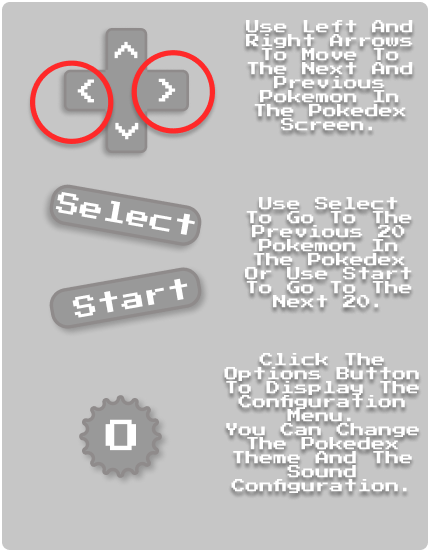 Use Left And
Right Arrows
To Move To
The Next And
Previous
Pokemon In
The Pokedex
Screen.
Select
Use Select
To Go To The
Previous 20
Pokemon In
The Pokedex
Or Use Start
To Go To The
Next 20.
Start
Click The
Options Button
To Display The
Configuration
Menu.
You Can Change
The Pokedex
Theme And The
Sound
Configuration.
O